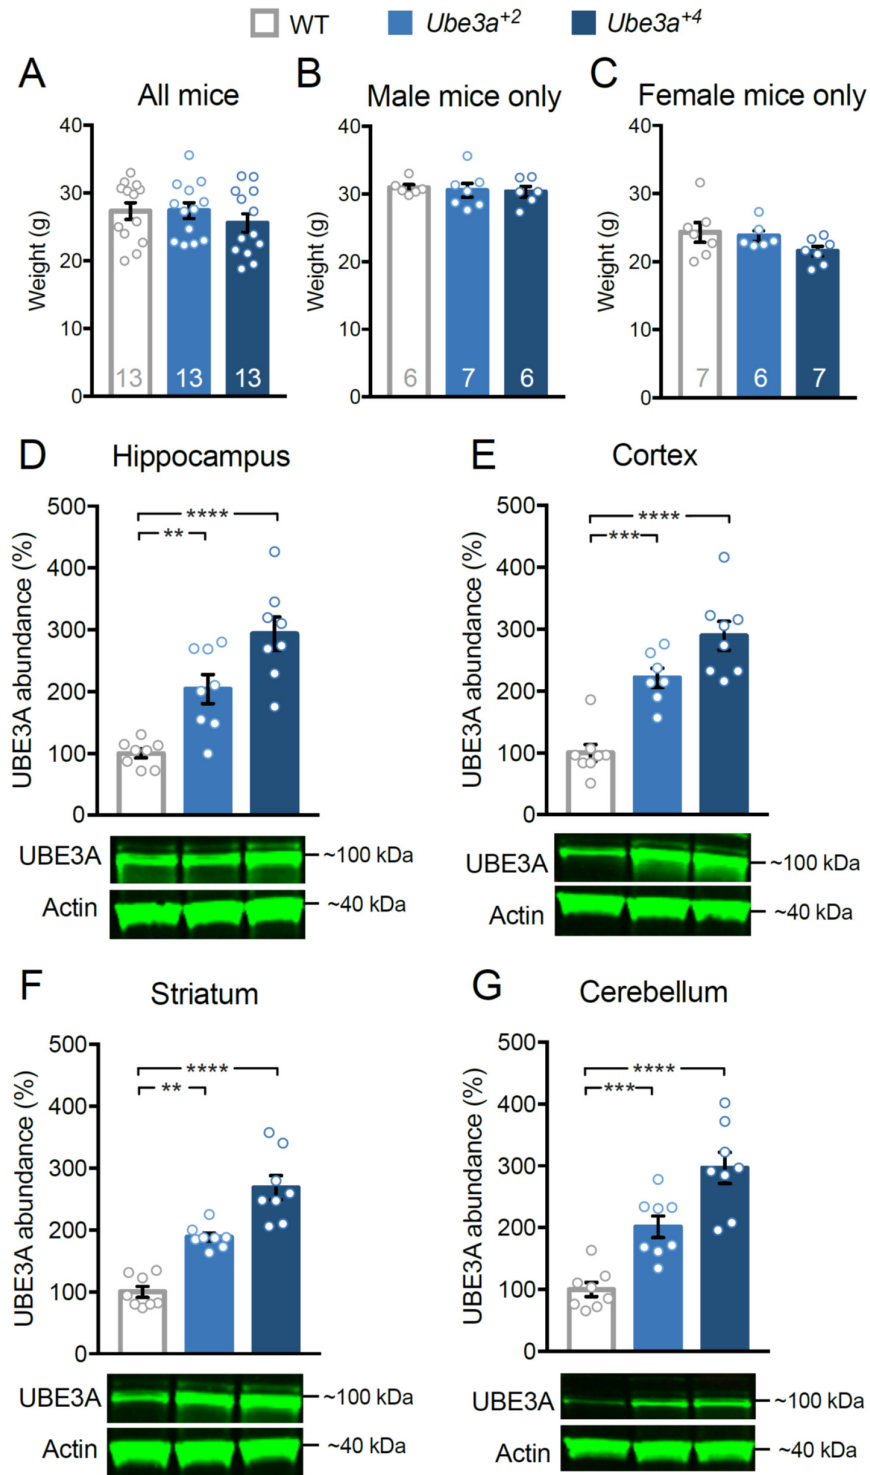 WT Ube3a+2 Ube3a+4
A B C
All mice Male mice only Female mice only
Weight (g) Weight (g) Weight (g)
40 40 40
30 30 30
20 20 20
10 10 10
0 0 0
13 13 13 6 7 6 7 6 7
D Hippocampus
UBE3A abundance (%)
500
400
300
200
100
0
****
**
UBE3A ~100 kDa
Actin ~40 kDa
E Cortex
UBE3A abundance (%)
500
400
300
200
100
0
****
***
UBE3A ~100 kDa
Actin ~40 kDa
F Striatum
UBE3A abundance (%)
500
400
300
200
100
0
****
**
UBE3A ~100 kDa
Actin ~40 kDa
G Cerebellum
UBE3A abundance (%)
500
400
300
200
100
0
****
***
UBE3A ~100 kDa
Actin ~40 kDa